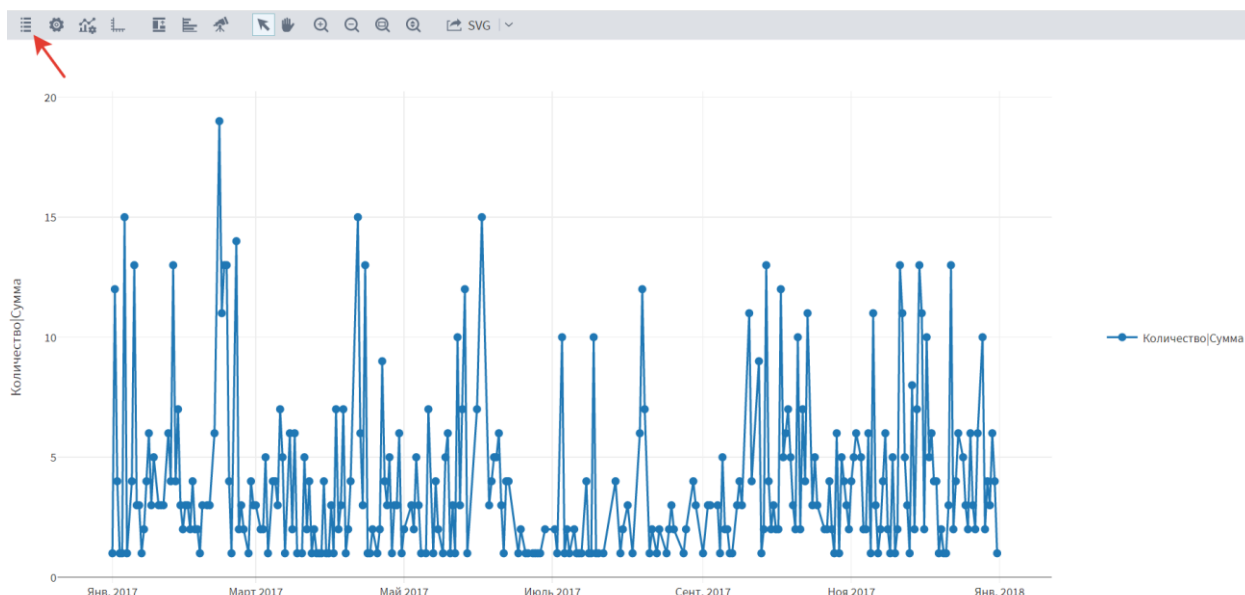 SVG
20
15
10
5
0
Количество|Сумма
Янв. 2017
Март 2017
Май 2017
Июль 2017
Сент. 2017
Ноя 2017
Янв. 2018
Количество|Сумма